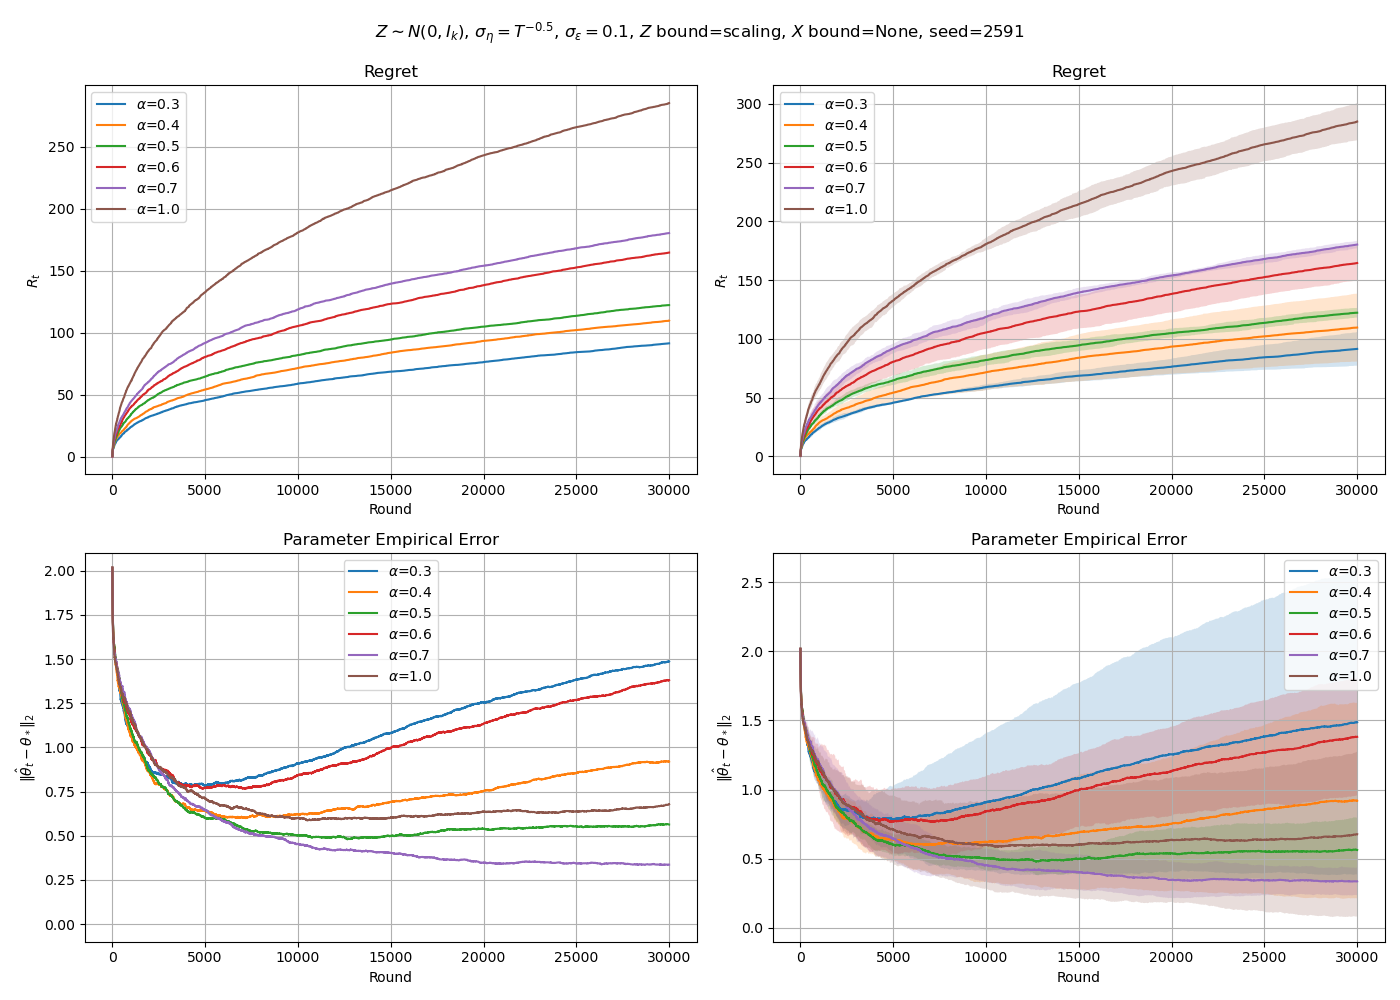 Z ~ N(0, I_k), σ_η = T^{-0.5}, σ_ε = 0.1, Z bound=scaling, X bound=None, seed=2591
Regret
R_t
250
200
150
100
50
0
α=0.3
α=0.4
α=0.5
α=0.6
α=0.7
α=1.0
0 5000 10000 15000 20000 25000 30000
Round
Regret
R_t
300
250
200
150
100
50
0
α=0.3
α=0.4
α=0.5
α=0.6
α=0.7
α=1.0
0 5000 10000 15000 20000 25000 30000
Round
Parameter Empirical Error
‖θ̂_t − θ_*‖_2
2.00
1.75
1.50
1.25
1.00
0.75
0.50
0.25
0.00
α=0.3
α=0.4
α=0.5
α=0.6
α=0.7
α=1.0
0 5000 10000 15000 20000 25000 30000
Round
Parameter Empirical Error
‖θ̂_t − θ_*‖_2
2.5
2.0
1.5
1.0
0.5
0.0
α=0.3
α=0.4
α=0.5
α=0.6
α=0.7
α=1.0
0 5000 10000 15000 20000 25000 30000
Round